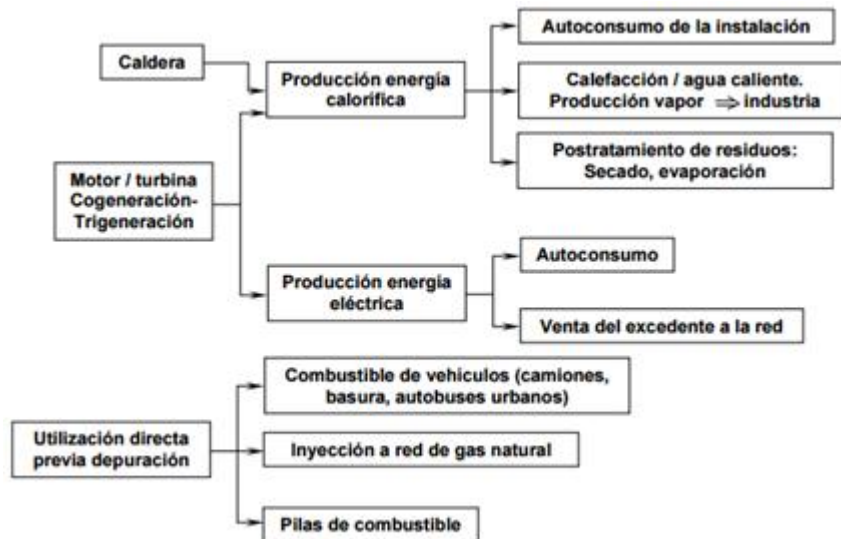 Caldera
Producción energía
calorífica
Autoconsumo de la instalación
Calefacción / agua caliente.
Producción vapor ⇒ industria
Postratamiento de residuos:
Secado, evaporación
Motor / turbina
Cogeneración-
Trigeneración
Producción energía
eléctrica
Autoconsumo
Venta del excedente a la red
Utilización directa
previa depuración
Combustible de vehículos (camiones,
basura, autobuses urbanos)
Inyección a red de gas natural
Pilas de combustible